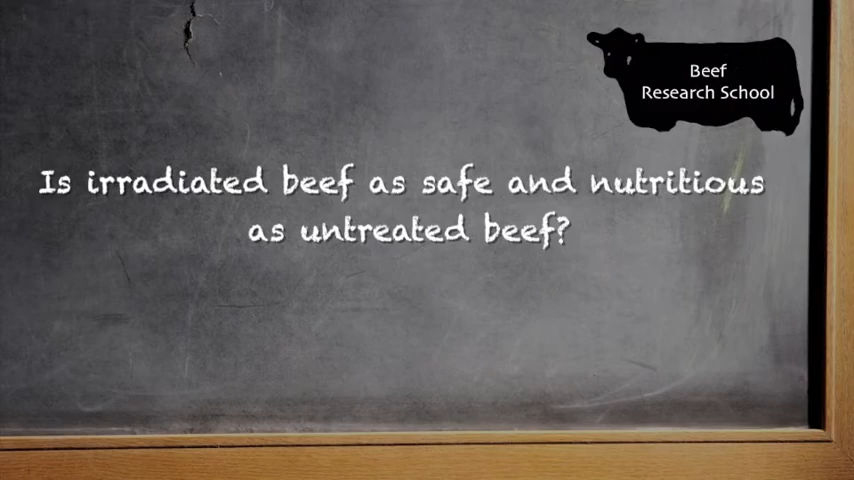 Beef
Research School
Is irradiated beef as safe and nutritious
as untreated beef?